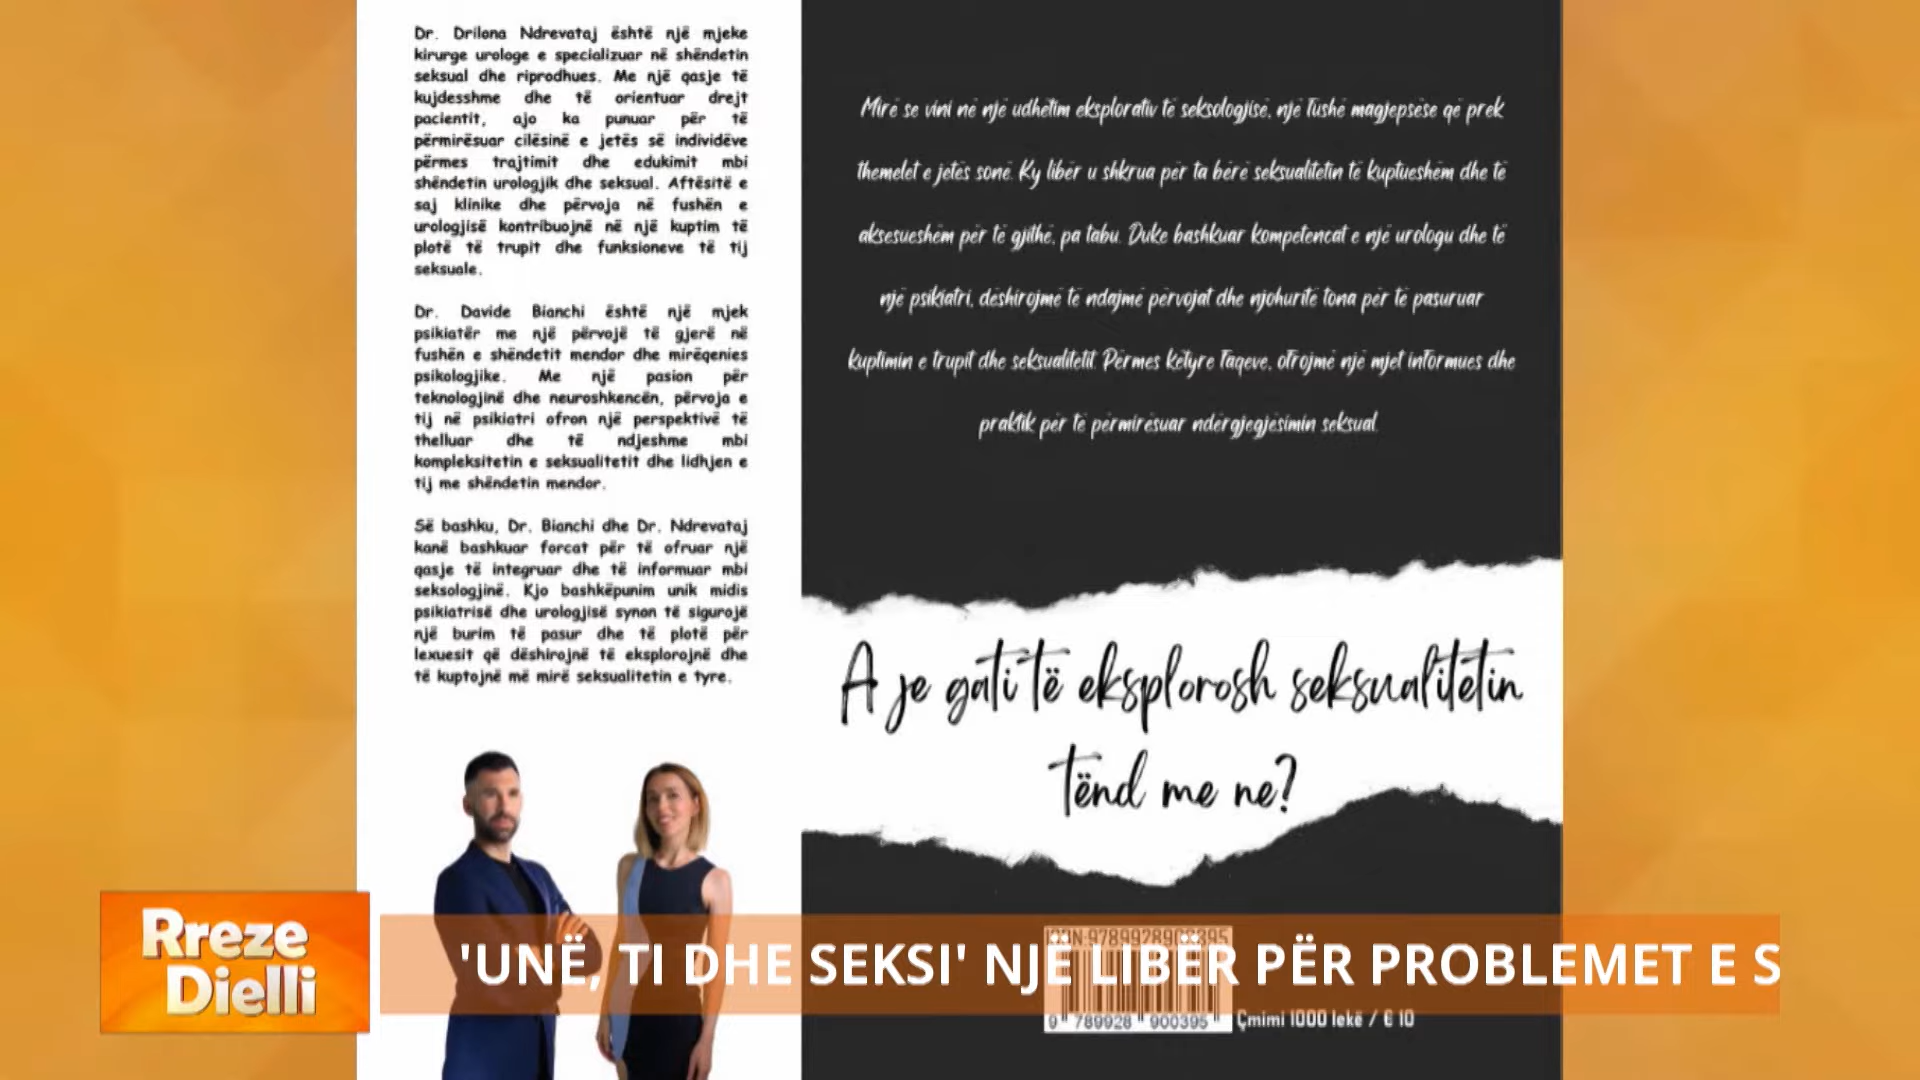 Dr. Drilona Ndrevataj është një mjeke
kirurge urologe e specializuar në shëndetin
seksual dhe riprodhues. Me një qasje të
kujdesshme dhe të orientuar drejt
pacientit, ajo ka punuar për të
përmirësuar cilësinë e jetës së individëve
përmes trajtimit dhe edukimit mbi
shëndetin urologjik dhe seksual. Aftësitë e
saj klinike dhe përvoja në fushën e
urologjisë kontribuojnë në një kuptim të
plotë të trupit dhe funksioneve të tij
seksuale.
Dr. Davide Bianchi është një mjek
psikiatër me një përvojë të gjerë në
fushën e shëndetit mendor dhe mirëqenies
psikologjike. Me një pasion për
teknologjinë dhe neuroshkencën, përvoja e
tij në psikiatri ofron një perspektivë të
thelluar dhe të ndjeshme mbi
kompleksitetin e seksualitetit dhe lidhjen e
tij me shëndetin mendor.
Së bashku, Dr. Bianchi dhe Dr. Ndrevataj
kanë bashkuar forcat për të ofruar një
qasje të integruar dhe të informuar mbi
seksologjinë. Kjo bashkëpunim unik midis
psikiatrisë dhe urologjisë synon të sigurojë
një burim të pasur dhe të plotë për
lexuesit që dëshirojnë të eksplorojnë dhe
të kuptojnë më mirë seksualitetin e tyre.
Mirë se vini në një udhëtim eksplorativ të seksologjisë, një fushë magjepsëse që prek
themelet e jetës sonë. Ky libër u shkrua për ta bërë seksualitetin të kuptueshëm dhe të
aksesueshëm për të gjithë, pa tabu. Duke bashkuar kompetencat e një urologu dhe të
një psikiatri, dëshirojmë të ndajmë përvojat dhe njohuritë tona për të pasuruar
kuptimin e trupit dhe seksualitetit. Përmes këtyre faqeve, ofrojmë një mjet informues dhe
praktik për të përmirësuar ndërgjegjësimin seksual.
A je gati të eksplorosh seksualitetin
tënd me ne?
Rreze
Dielli
'UNË, TI DHE SEKSI' NJË LIBËR PËR PROBLEMET E S
ISBN:9789928900395
9 789928 900395
Çmimi 1000 lekë / € 10